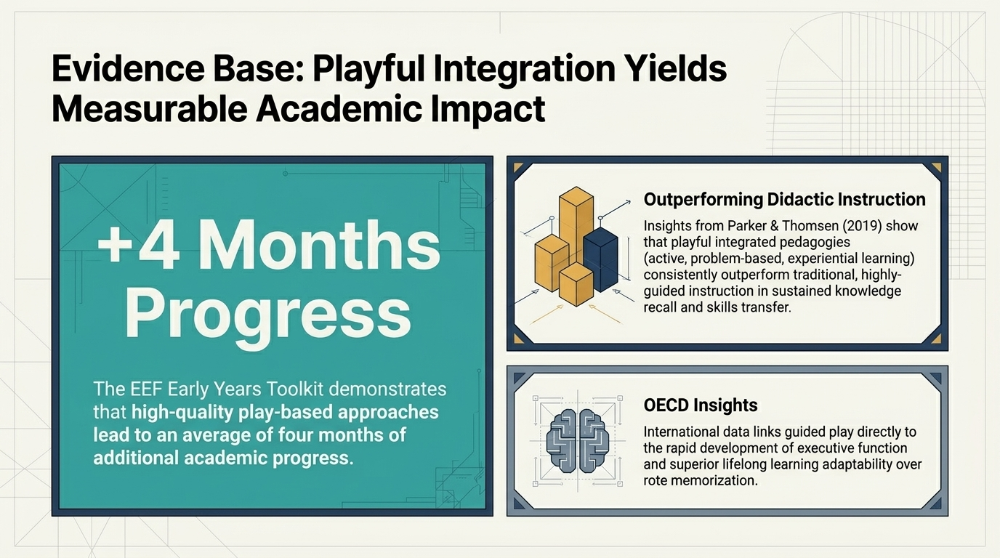 Evidence Base: Playful Integration Yields
Measurable Academic Impact
+4 Months
Progress
The EEF Early Years Toolkit demonstrates
that high-quality play-based approaches
lead to an average of four months of
additional academic progress.
Outperforming Didactic Instruction
Insights from Parker & Thomsen (2019) show
that playful integrated pedagogies
(active, problem-based, experiential learning)
consistently outperform traditional, highly-
guided instruction in sustained knowledge
recall and skills transfer.
OECD Insights
International data links guided play directly to
the rapid development of executive function
and superior lifelong learning adaptability over
rote memorization.